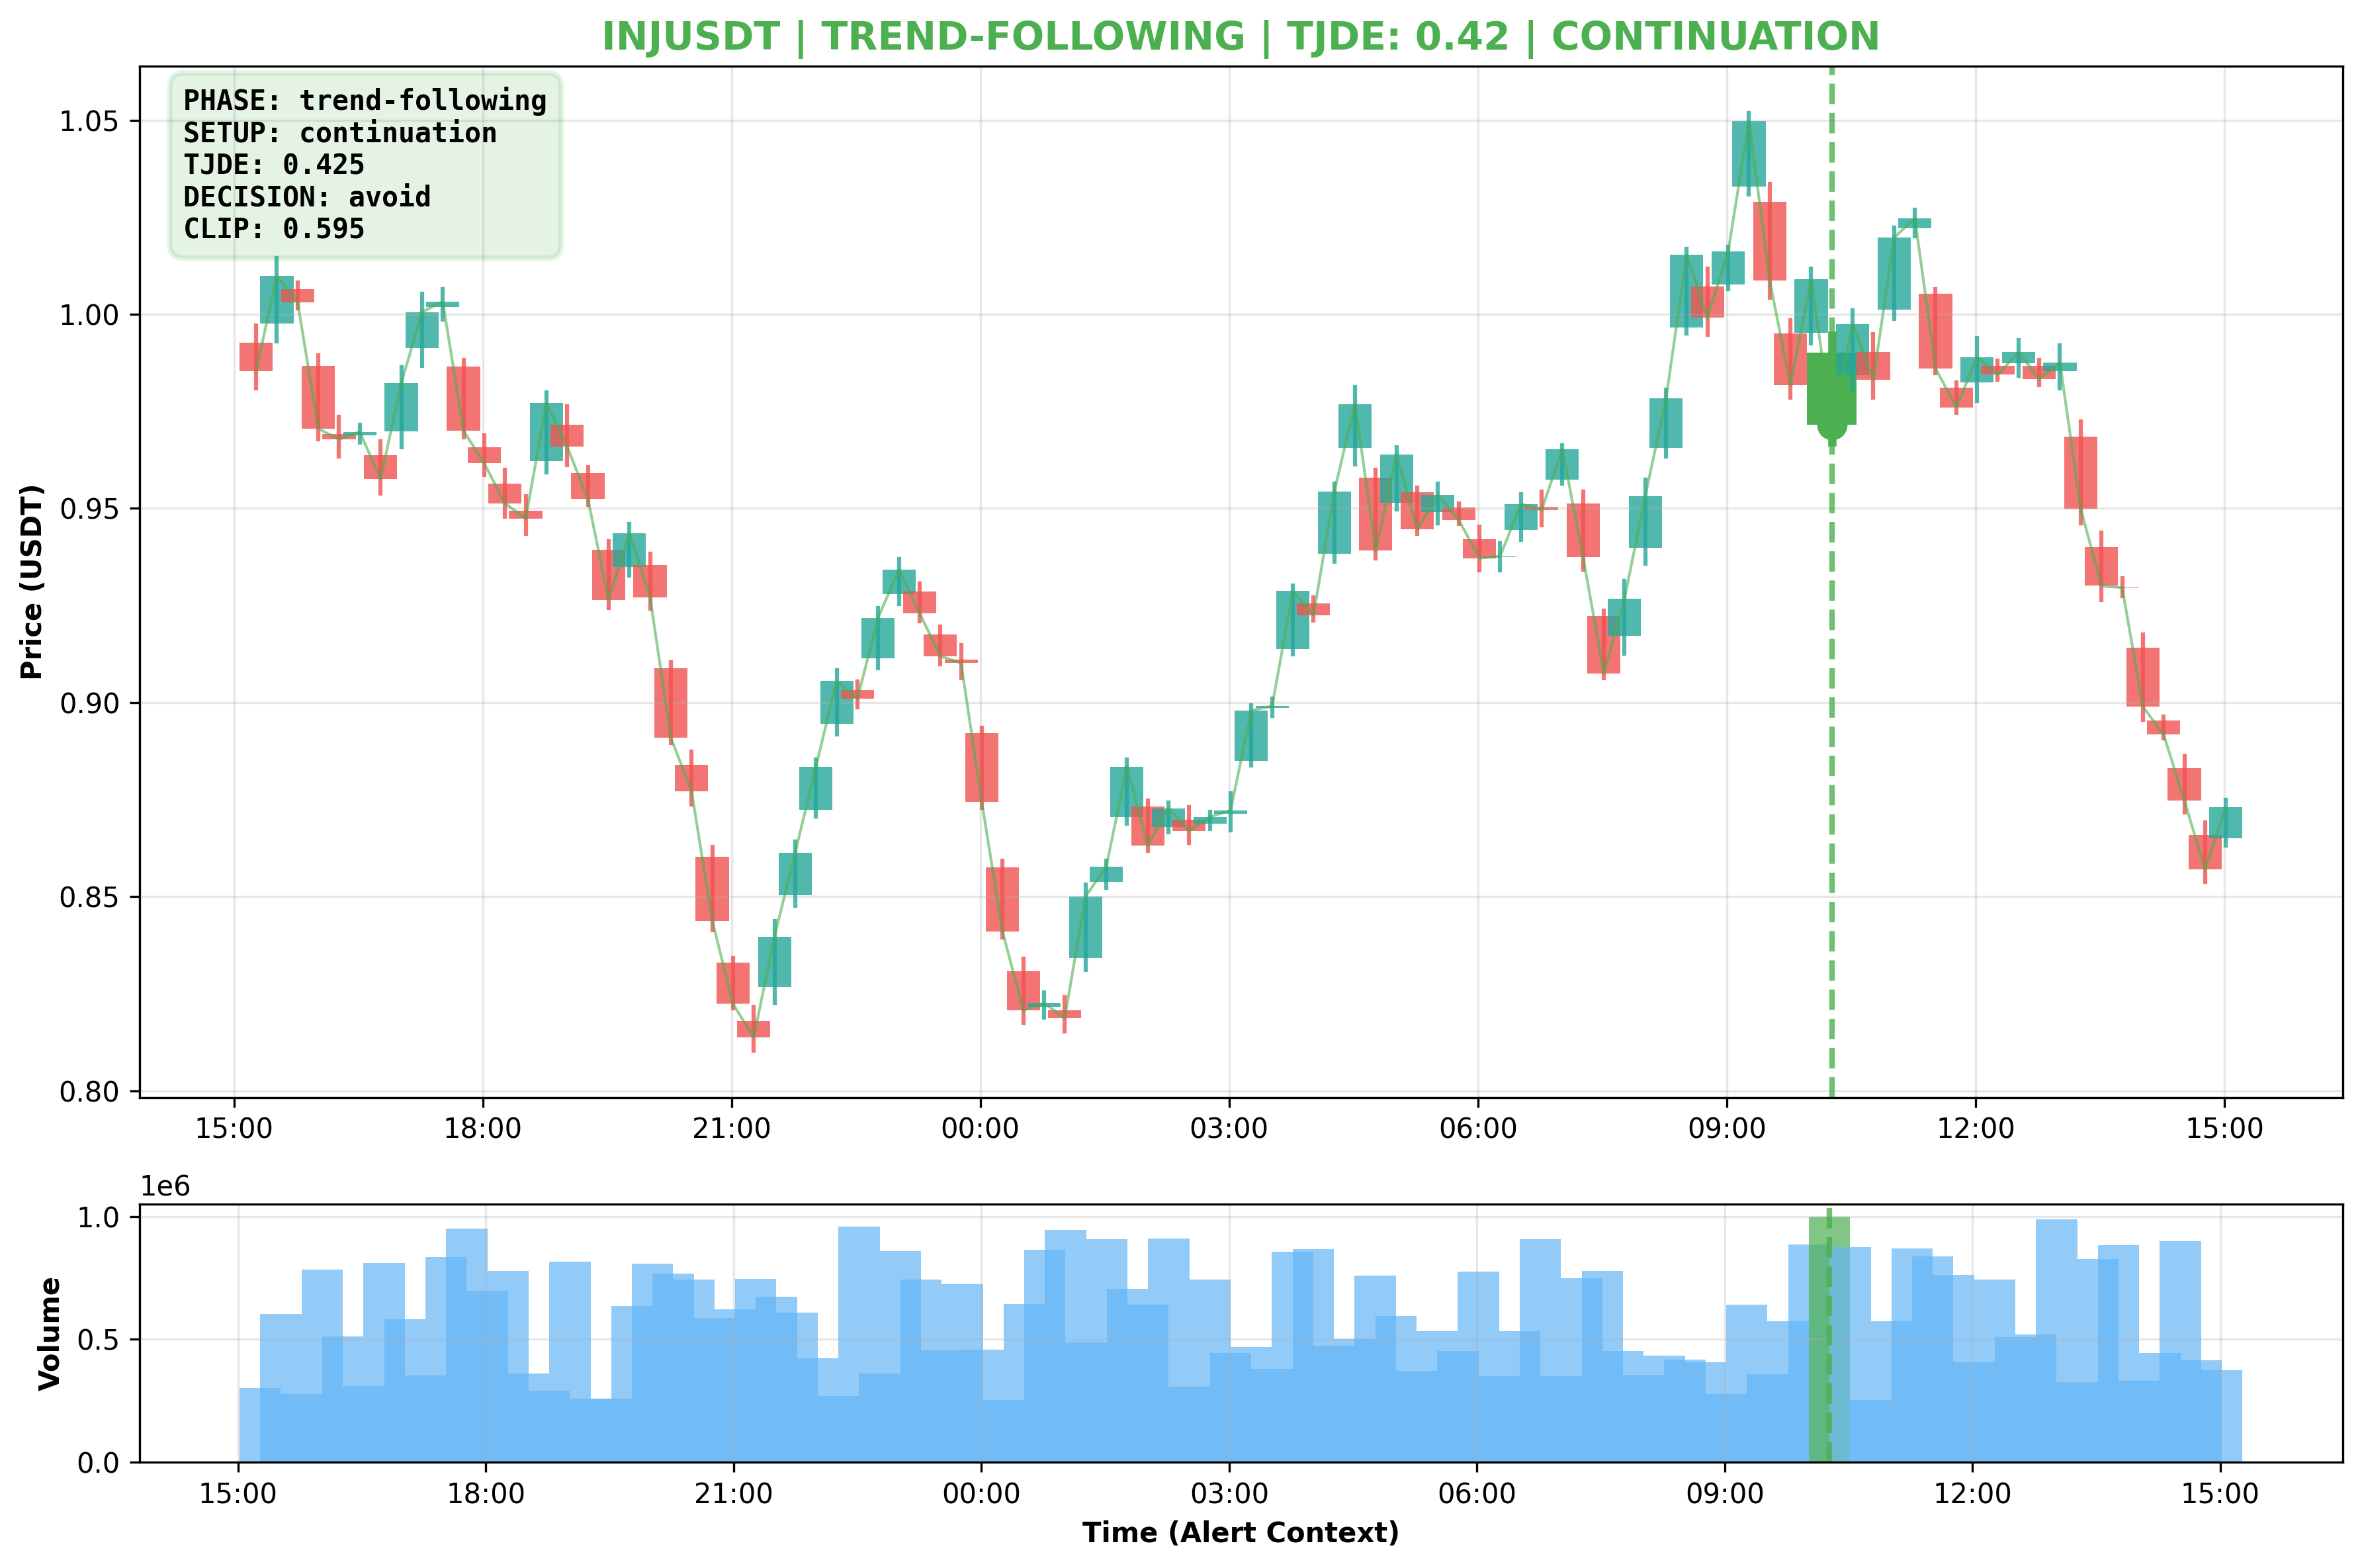 INJUSDT | TREND-FOLLOWING | TJDE: 0.42 | CONTINUATION
PHASE: trend-following
SETUP: continuation
TJDE: 0.425
DECISION: avoid
CLIP: 0.595
Price (USDT)
1.05
1.00
0.95
0.90
0.85
0.80
15:00 18:00 21:00 00:00 03:00 06:00 09:00 12:00 15:00
1e6
Volume
1.0
0.5
0.0
15:00 18:00 21:00 00:00 03:00 06:00 09:00 12:00 15:00
Time (Alert Context)